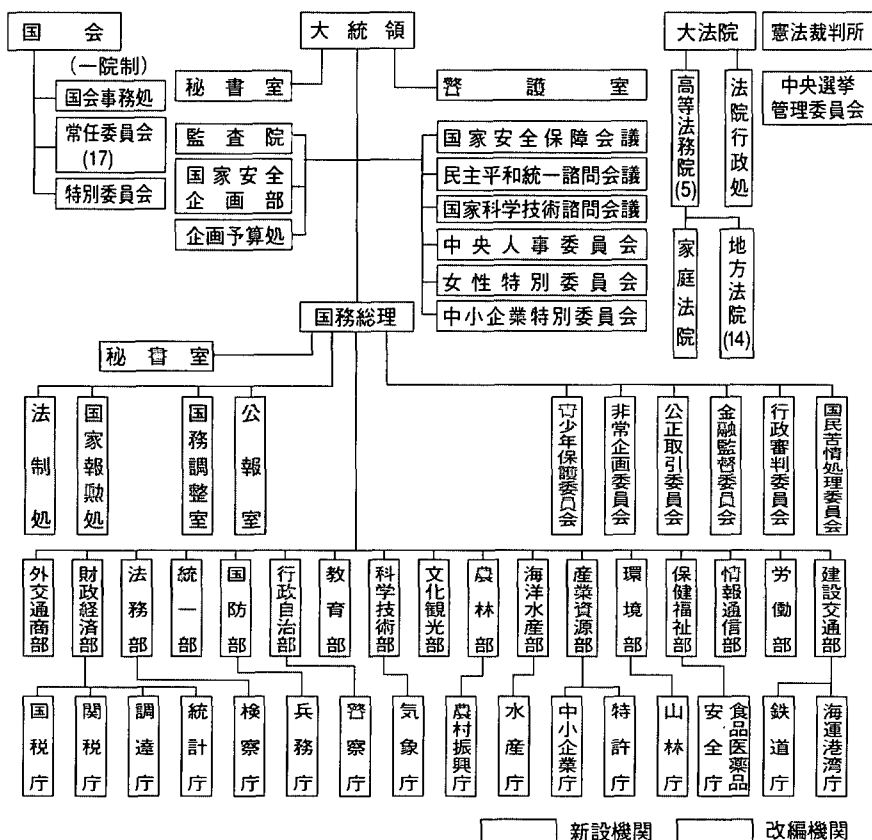 国会
(一院制)
国会事務処
常任委員会
(17)
特別委員会
大統領
秘書室
警護室
監査院
国家安全
企画部
企画予算処
国家安全保障会議
民主平和統一諮問会議
国家科学技術諮問会議
中央人事委員会
女性特別委員会
中小企業特別委員会
大法院
高等法務院(5)
法院行政処
家庭法院
地方法院(14)
憲法裁判所
中央選挙
管理委員会
国務総理
秘書室
法制処
国家報勲処
国務調整室
公報室
青少年保護委員会
非常企画委員会
公正取引委員会
金融監督委員会
行政審判委員会
国民苦情処理委員会
外交通商部
財政経済部
法務部
統一部
国防部
行政自治部
教育部
科学技術部
文化観光部
農林部
海洋水産部
産業資源部
環境部
保健福祉部
情報通信部
労働部
建設交通部
国税庁
関税庁
調達庁
統計庁
検察庁
兵務庁
警察庁
気象庁
農村振興庁
水産庁
中小企業庁
特許庁
山林庁
食品医薬品
安全庁
鉄道庁
海運港湾庁
新設機関
改編機関